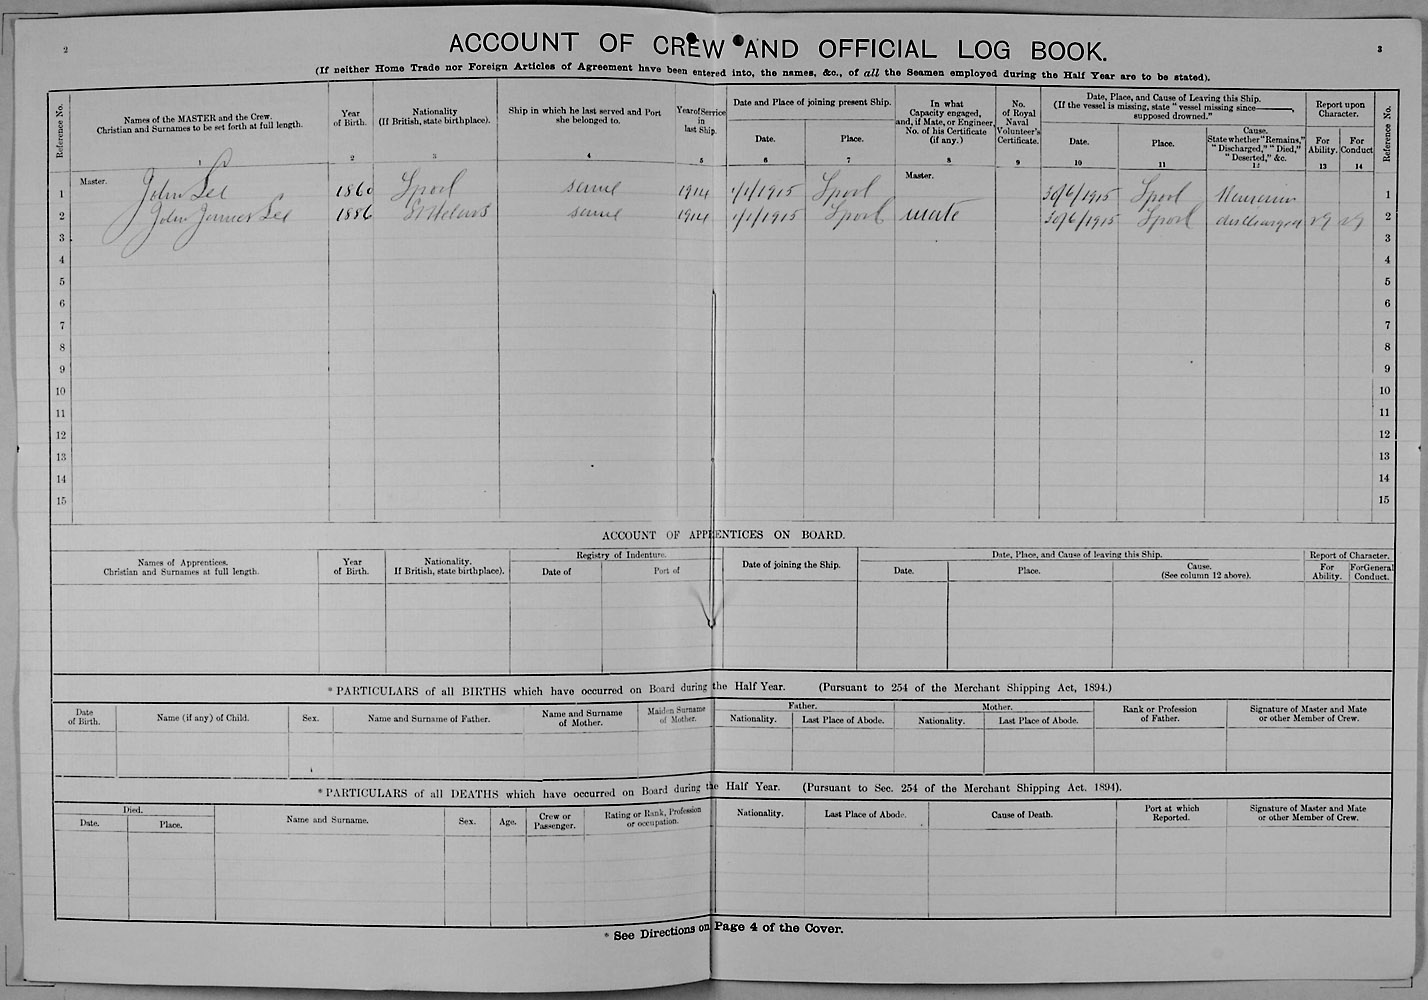 2
3
ACCOUNT OF CREW AND OFFICIAL LOG BOOK.
(If neither Home Trade nor Foreign Articles of Agreement have been entered into, the names, &c., of all the Seamen employed during the Half Year are to be stated).
Reference No.
Names of the MASTER and the Crew.
Christian and Surnames to be set forth at full length.
1
Year
of Birth.
2
Nationality
(If British, state birthplace).
3
Ship in which he last served and Port
she belonged to.
4
Year of Service
in
last Ship.
5
Date and Place of joining present Ship.
Date.
6
Place.
7
In what
Capacity engaged,
and, if Mate, or Engineer,
No. of his Certificate
(if any.)
8
No.
of Royal
Naval
Volunteer's
Certificate.
9
Date, Place, and Cause of Leaving this Ship.
(If the vessel is missing, state "vessel missing since
supposed drowned."
Date.
10
Place.
11
Cause.
State whether "Remains,"
"Discharged," "Died,"
"Deserted," &c.
12
Report upon
Character.
For
Ability.
13
For
Conduct
14
Reference No.
1 Master. John Lee 1860 Lpool same 1914 1/1/1915 Lpool Master. 30/6/1915 Lpool Remains 1
2 John James Lee 1886 St Helens same 1914 1/1/1915 Lpool mate 30/6/1915 Lpool discharged VG VG 2
3 3
4 4
5 5
6 6
7 7
8 8
9 9
10 10
11 11
12 12
13 13
14 14
15 15
ACCOUNT OF APPRENTICES ON BOARD.
Names of Apprentices.
Christian and Surnames at full length.
Year
of Birth.
Nationality.
If British, state birthplace).
Registry of Indenture.
Date of
Port of
Date of joining the Ship.
Date, Place, and Cause of leaving this Ship.
Date.
Place.
Cause.
(See column 12 above).
Report of Character.
For
Ability.
For General
Conduct.
* PARTICULARS of all BIRTHS which have occurred on Board during the Half Year. (Pursuant to 254 of the Merchant Shipping Act, 1894.)
Date
of Birth.
Name (if any) of Child.
Sex.
Name and Surname of Father.
Name and Surname
of Mother.
Maiden Surname
of Mother.
Father.
Nationality.
Last Place of Abode.
Mother.
Nationality.
Last Place of Abode.
Rank or Profession
of Father.
Signature of Master and Mate
or other Member of Crew.
* PARTICULARS of all DEATHS which have occurred on Board during the Half Year. (Pursuant to Sec. 254 of the Merchant Shipping Act. 1894).
Died.
Date.
Place.
Name and Surname.
Sex.
Age.
Crew or
Passenger.
Rating or Rank, Profession
or occupation.
Nationality.
Last Place of Abode.
Cause of Death.
Port at which
Reported.
Signature of Master and Mate
or other Member of Crew.
* See Directions on Page 4 of the Cover.